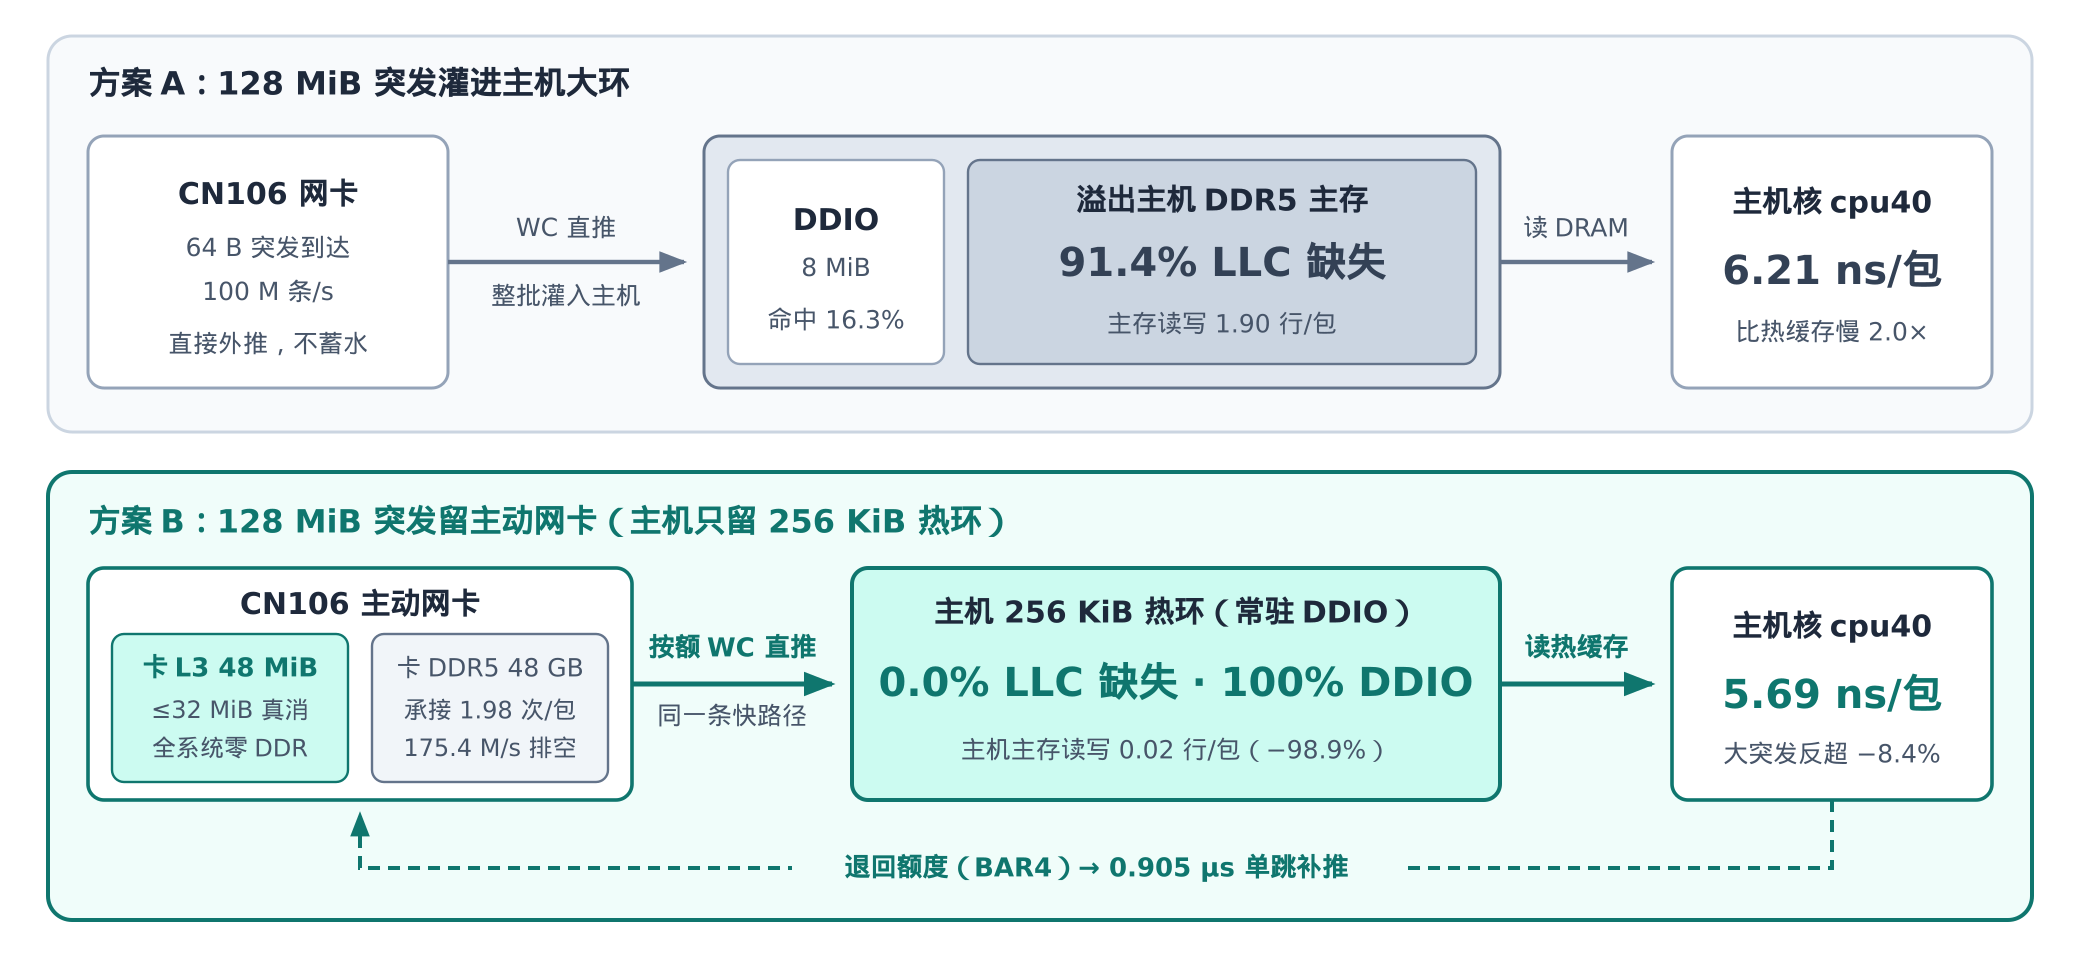 方案 A：128 MiB 突发灌进主机大环
CN106 网卡
64 B 突发到达
100 M 条/s
直接外推，不蓄水
WC 直推
整批灌入主机
DDIO
8 MiB
命中 16.3%
溢出主机 DDR5 主存
91.4% LLC 缺失
主存读写 1.90 行/包
读 DRAM
主机核 cpu40
6.21 ns/包
比热缓存慢 2.0×
方案 B：128 MiB 突发留主动网卡（主机只留 256 KiB 热环）
CN106 主动网卡
卡 L3 48 MiB
≤32 MiB 真消
全系统零 DDR
卡 DDR5 48 GB
承接 1.98 次/包
175.4 M/s 排空
按额 WC 直推
同一条快路径
主机 256 KiB 热环（常驻 DDIO）
0.0% LLC 缺失 · 100% DDIO
主机主存读写 0.02 行/包（−98.9%）
读热缓存
主机核 cpu40
5.69 ns/包
大突发反超 −8.4%
退回额度（BAR4）→ 0.905 µs 单跳补推